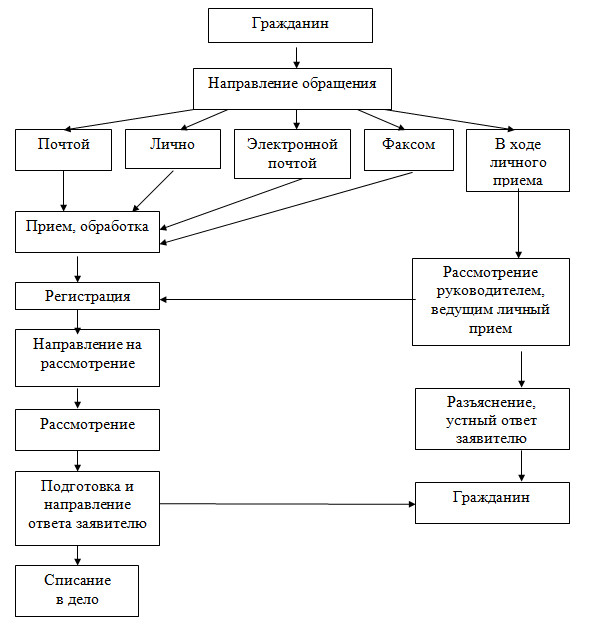 Гражданин
Направление обращения
Почтой
Лично
Электронной
почтой
Факсом
В ходе
личного
приема
Прием, обработка
Регистрация
Рассмотрение
руководителем,
ведущим личный
прием
Направление на
рассмотрение
Разъяснение,
устный ответ
заявителю
Рассмотрение
Подготовка и
направление
ответа заявителю
Гражданин
Списание
в дело